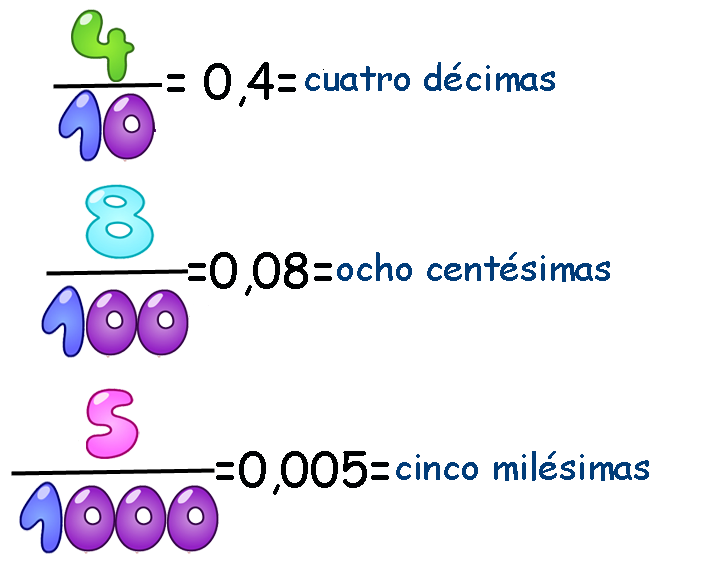 4
10
= 0,4= cuatro décimas
8
100
=0,08= ocho centésimas
5
1000
=0,005= cinco milésimas